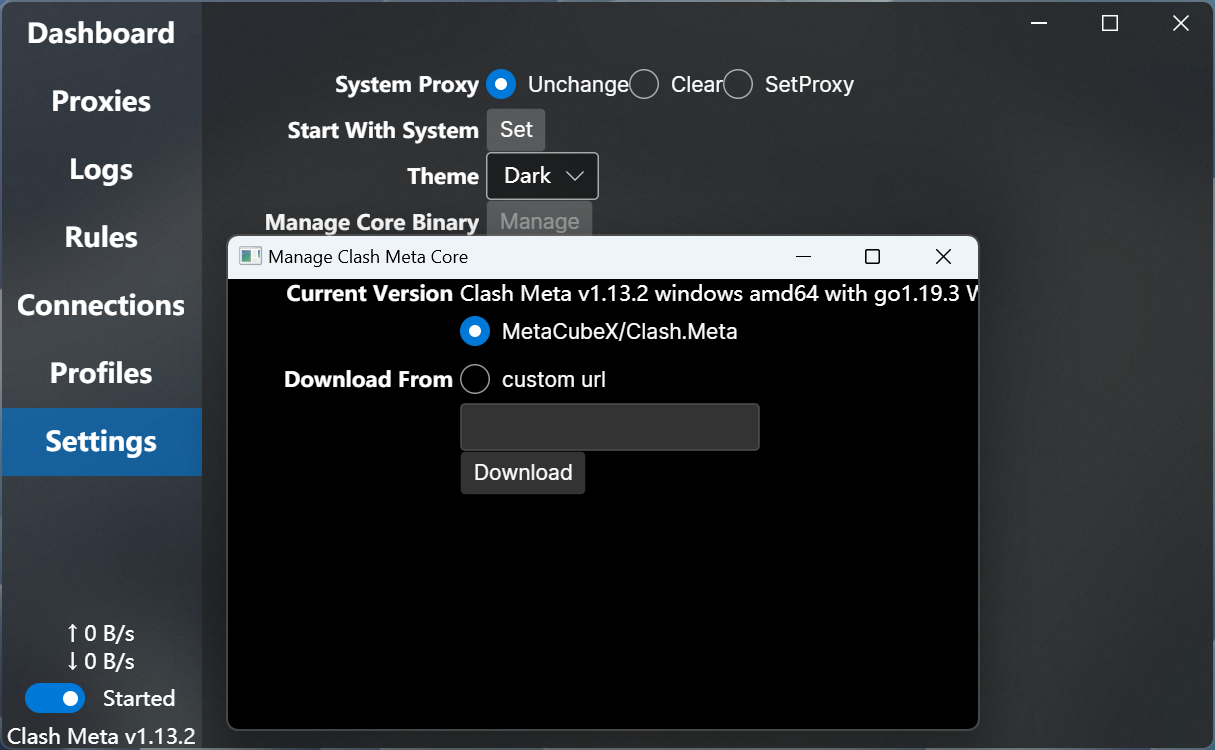 Dashboard
Proxies
Logs
Rules
Connections
Profiles
Settings
↑ 0 B/s
↓ 0 B/s
Started
Clash Meta v1.13.2
System Proxy Unchange Clear SetProxy
Start With System Set
Theme Dark
Manage Core Binary Manage
Manage Clash Meta Core
Current Version Clash Meta v1.13.2 windows amd64 with go1.19.3
MetaCubeX/Clash.Meta
Download From custom url
Download